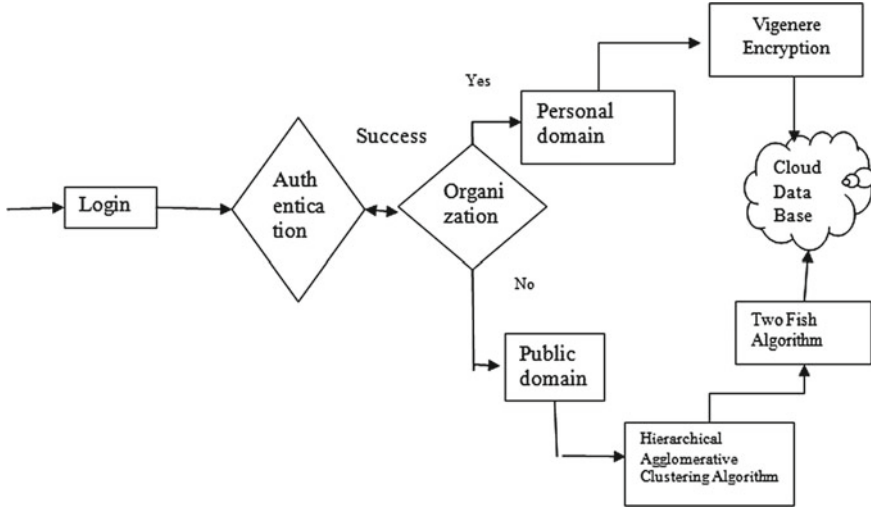 Login
Auth
entica
tion
Success
Organi
zation
Yes
Personal
domain
Vigenere
Encryption
Cloud
Data
Base
No
Public
domain
Hierarchical
Agglomerative
Clustering Algorithm
Two Fish
Algorithm